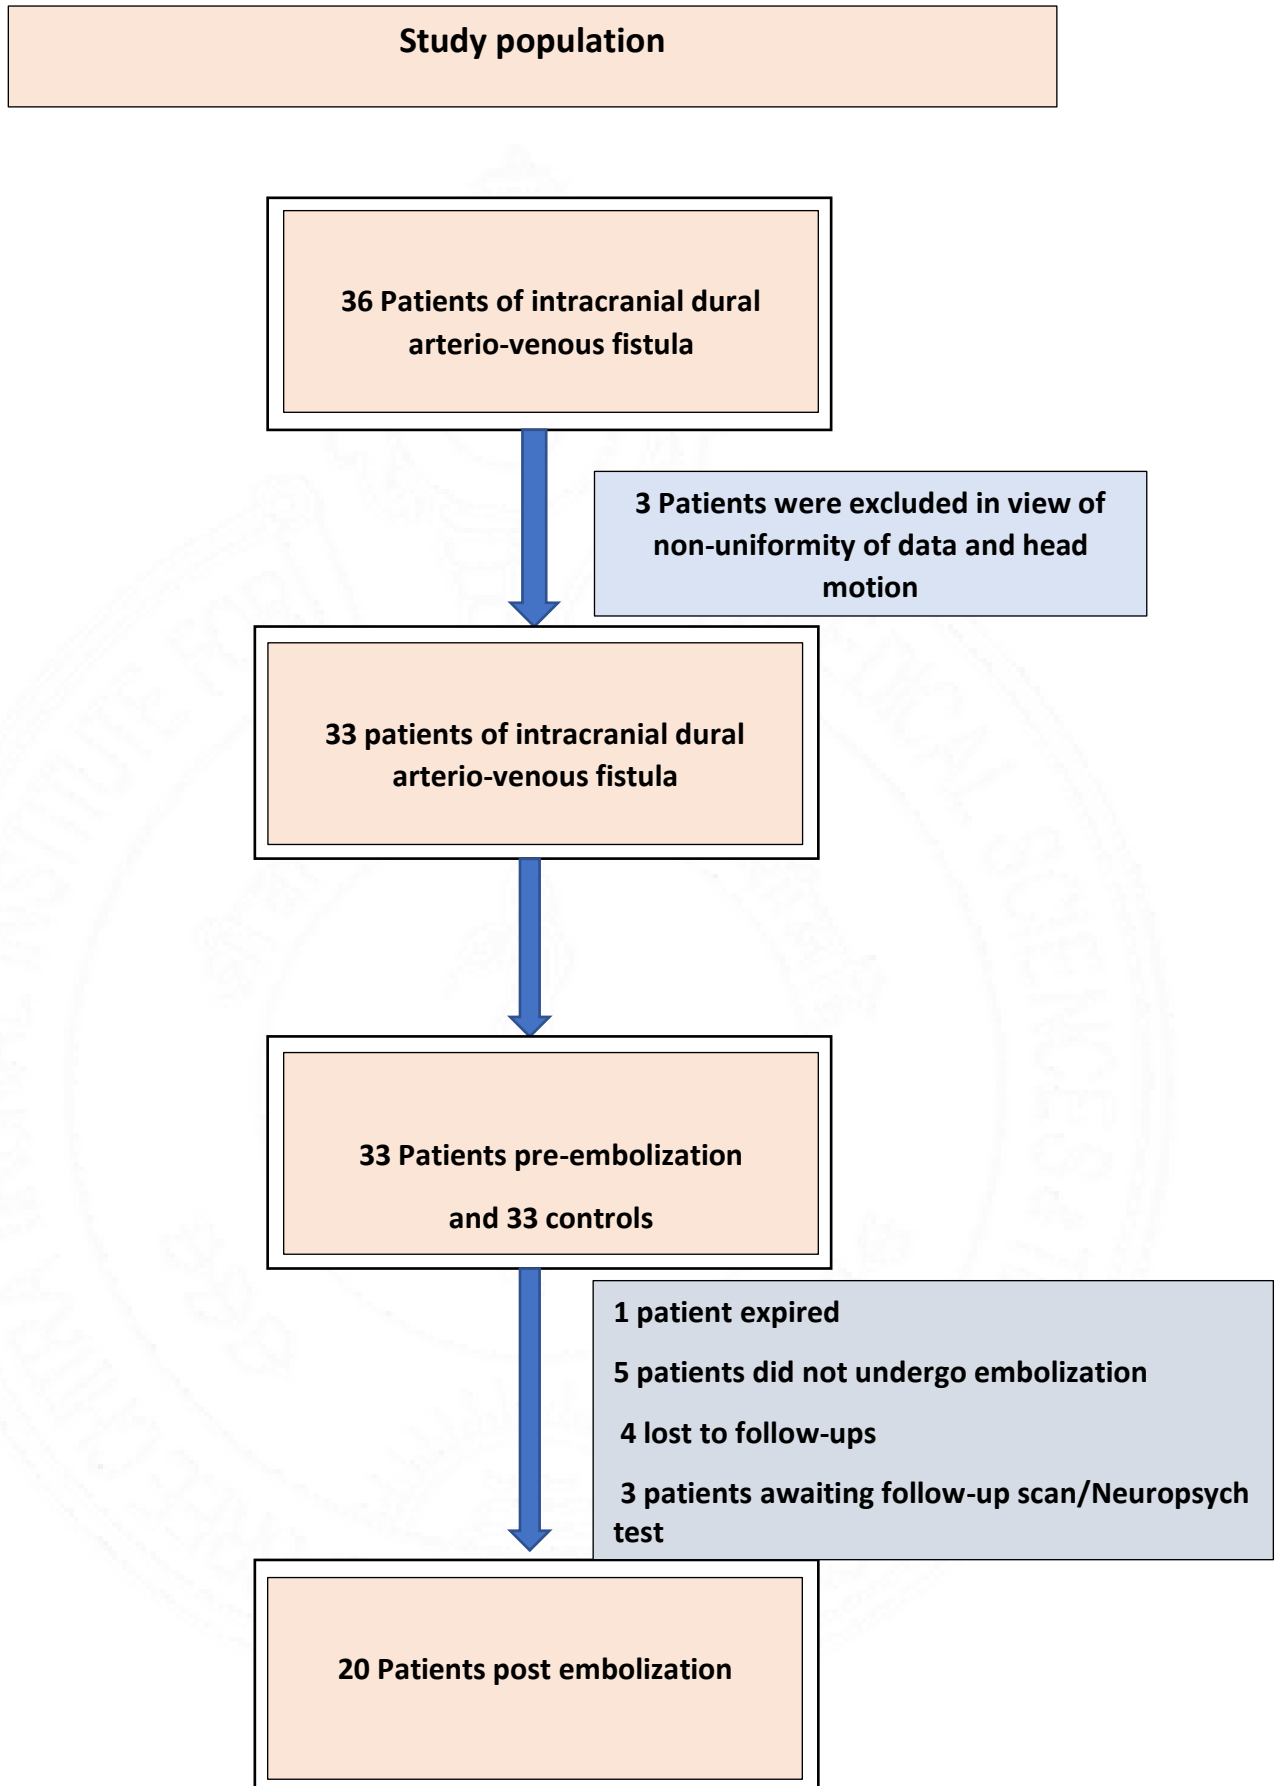 Study population
36 Patients of intracranial dural
arterio-venous fistula
3 Patients were excluded in view of
non-uniformity of data and head
motion
33 patients of intracranial dural
arterio-venous fistula
33 Patients pre-embolization
and 33 controls
1 patient expired
5 patients did not undergo embolization
4 lost to follow-ups
3 patients awaiting follow-up scan/Neuropsych
test
20 Patients post embolization